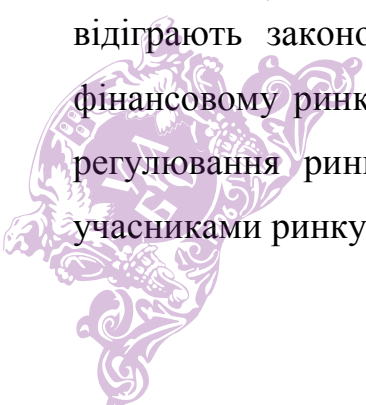 відіграють законо
фінансовому ринк
регулювання рин
учасниками ринку